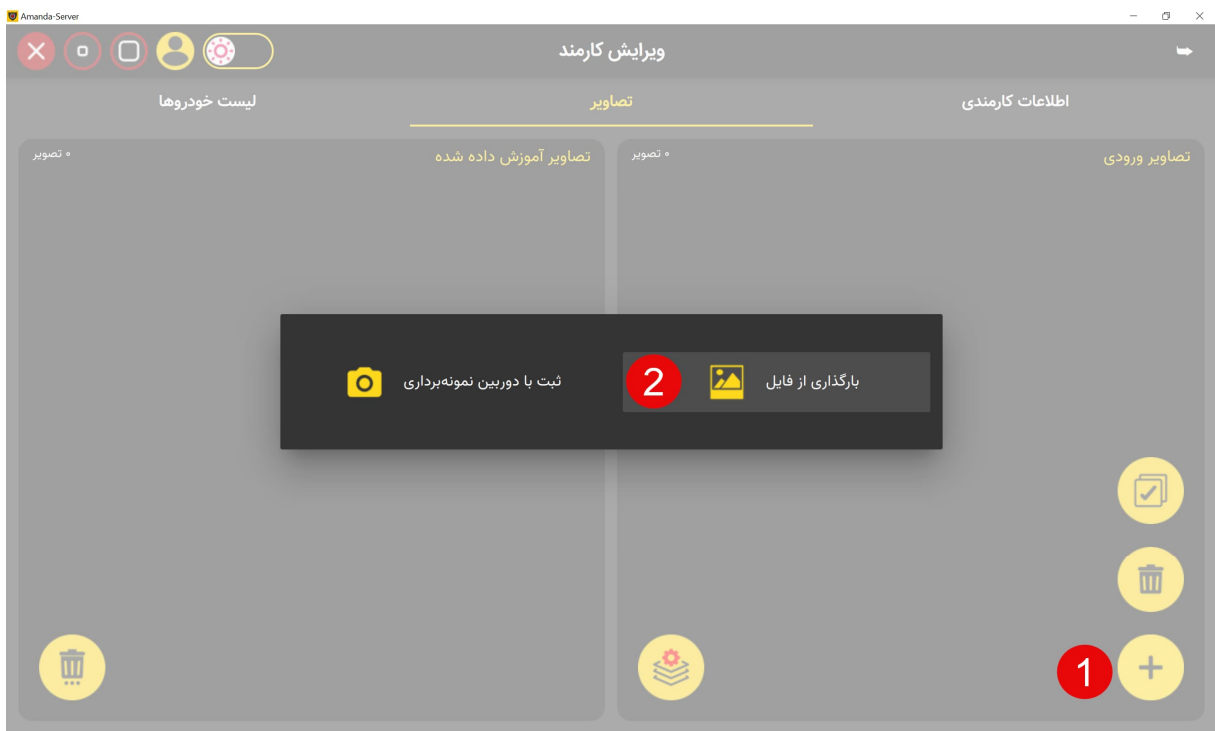 Amanda-Server
ویرایش کارمند
اطلاعات کارمندی
تصاویر
لیست خودروها
تصاویر ورودی
۰ تصویر
تصاویر آموزش داده شده
۰ تصویر
بارگذاری از فایل
2
ثبت با دوربین نمونه‌برداری
1